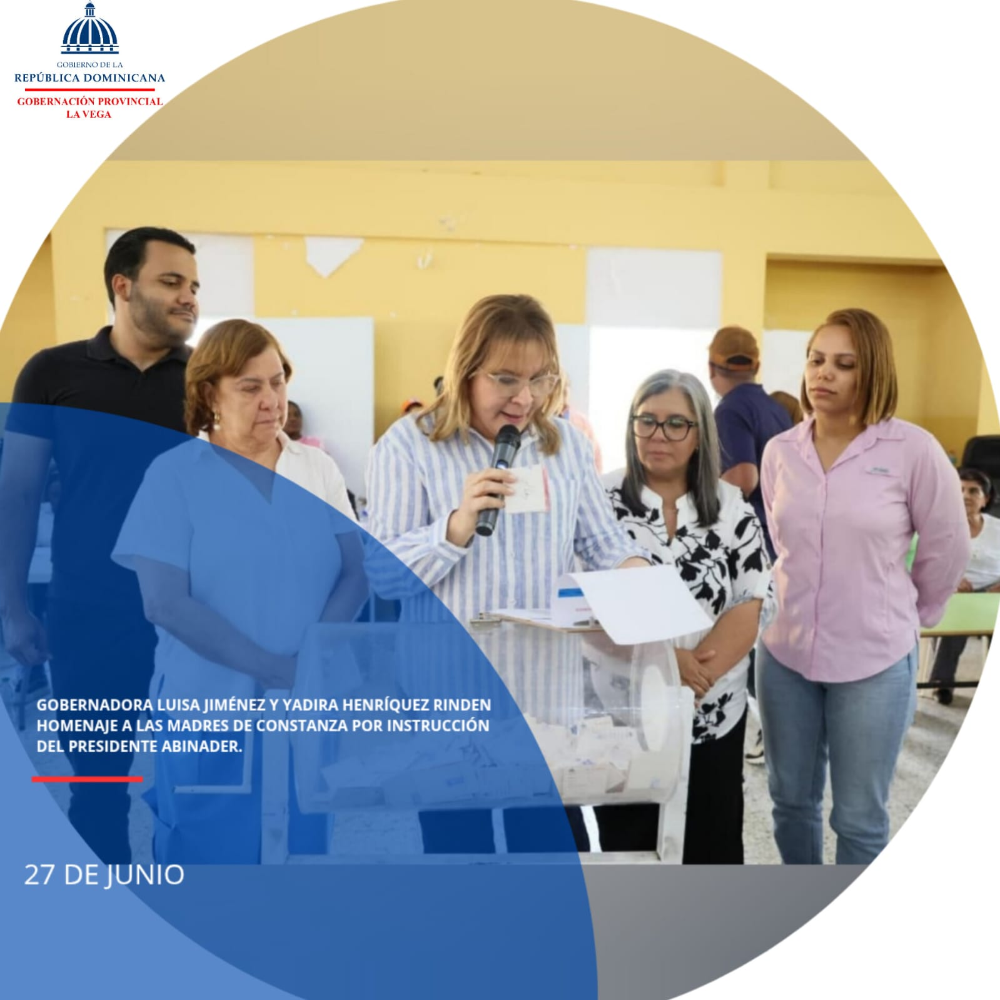 GOBIERNO DE LA
REPÚBLICA DOMINICANA
GOBERNACIÓN PROVINCIAL
LA VEGA
GOBERNADORA LUISA JIMÉNEZ Y YADIRA HENRÍQUEZ RINDEN
HOMENAJE A LAS MADRES DE CONSTANZA POR INSTRUCCIÓN
DEL PRESIDENTE ABINADER.
27 DE JUNIO